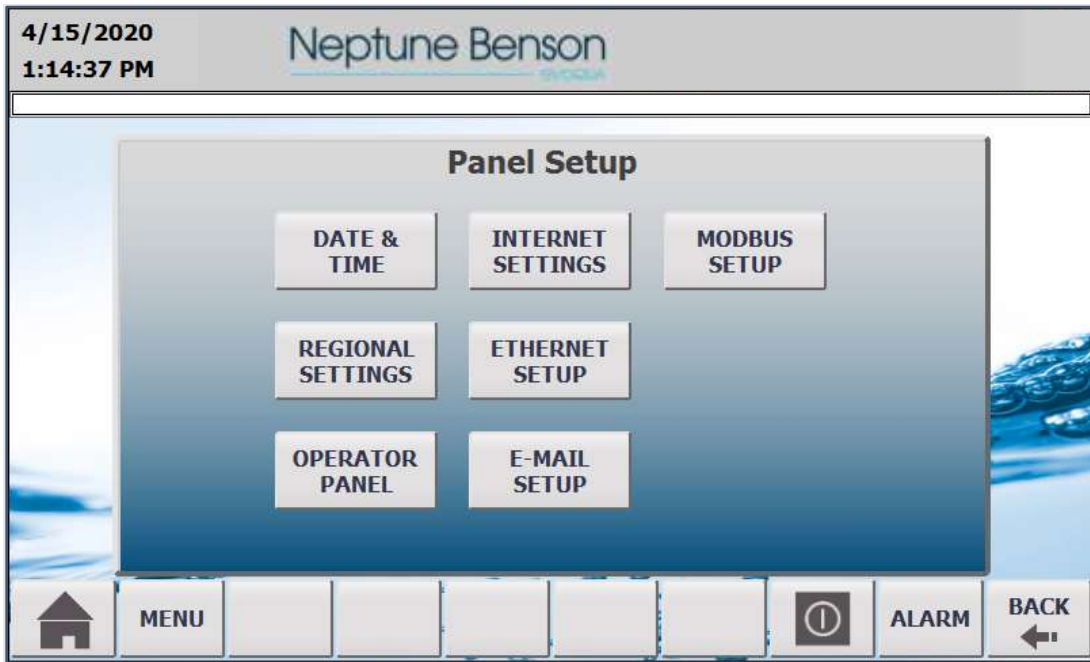 4/15/2020
1:14:37 PM
Neptune Benson
EVOQUA
Panel Setup
DATE &
TIME
INTERNET
SETTINGS
MODBUS
SETUP
REGIONAL
SETTINGS
ETHERNET
SETUP
OPERATOR
PANEL
E-MAIL
SETUP
MENU
ALARM
BACK